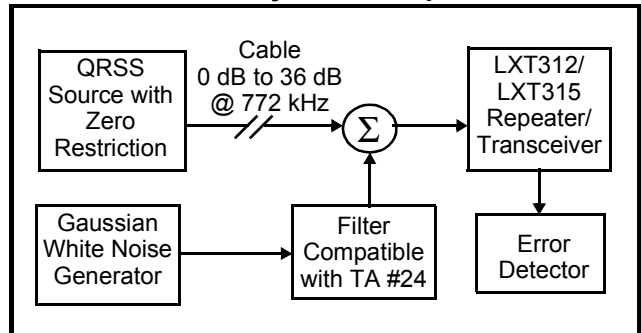 QRSS
Source with
Zero
Restriction
Cable
0 dB to 36 dB
@ 772 kHz
Σ
LXT312/
LXT315
Repeater/
Transceiver
Gaussian
White Noise
Generator
Filter
Compatible
with TA #24
Error
Detector